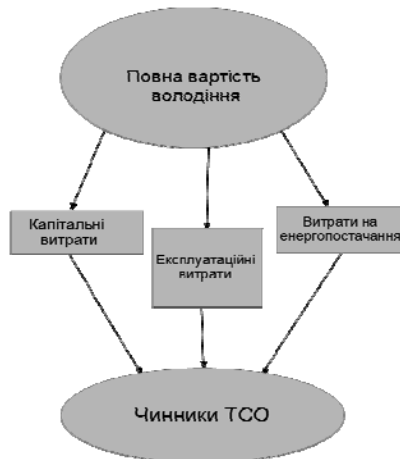 Повна вартість
володіння
Капітальні
витрати
Експлуатаційні
витрати
Витрати на
енергопостачання
Чинники ТСО